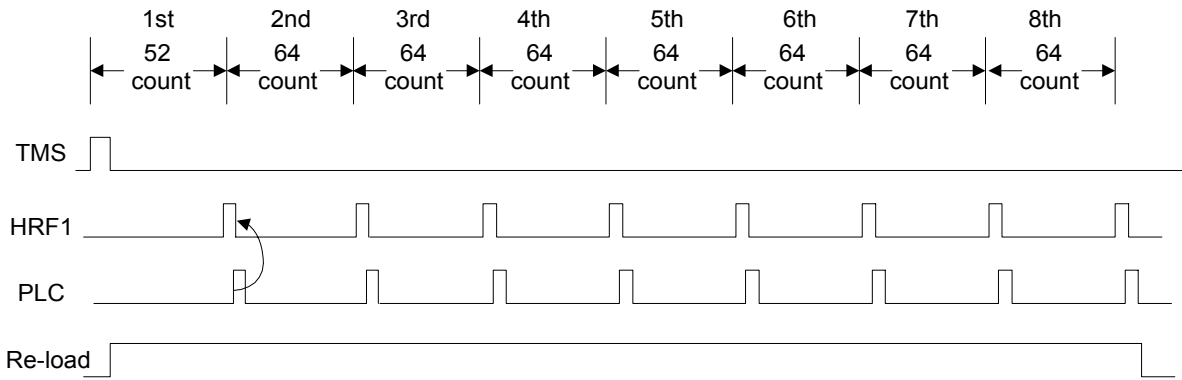 1st 2nd 3rd 4th 5th 6th 7th 8th
52 64 64 64 64 64 64 64
count count count count count count count count
TMS
HRF1
PLC
Re-load